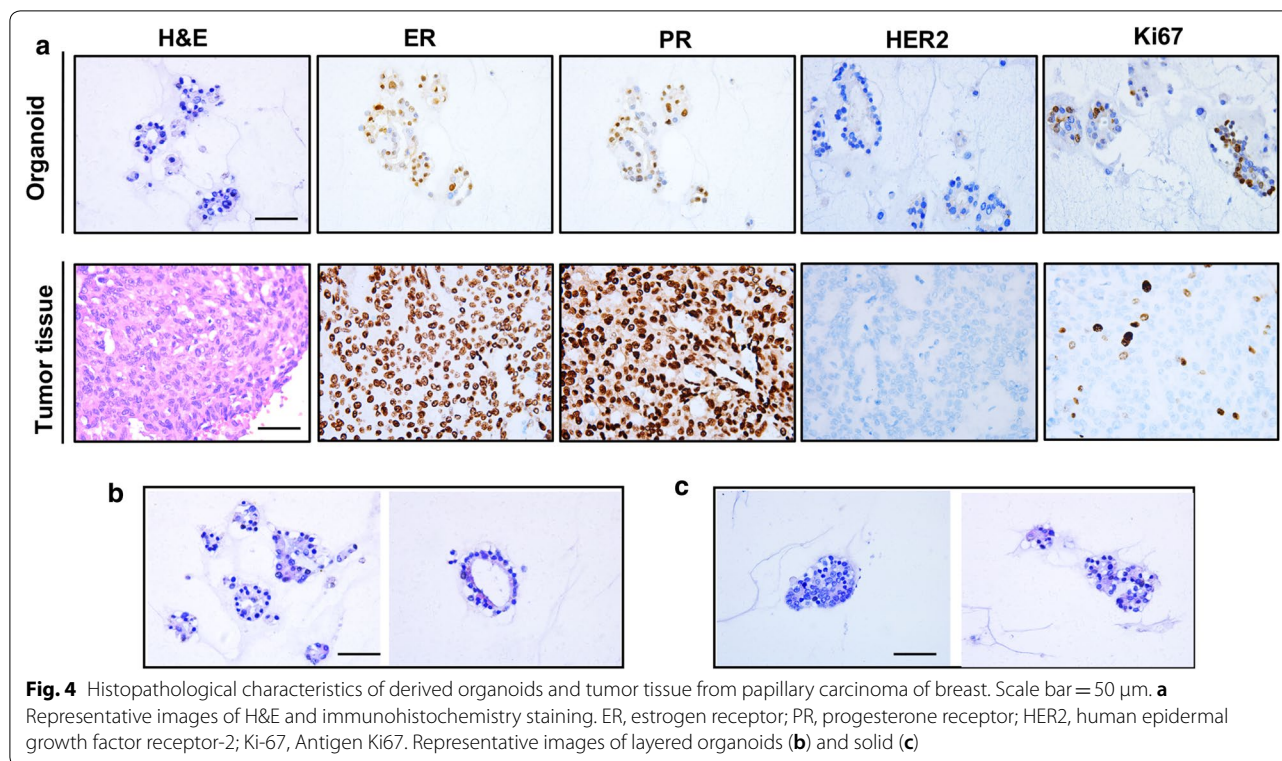 a
H&E
ER
PR
HER2
Ki67
Organoid
Tumor tissue
b
c
Fig. 4 Histopathological characteristics of derived organoids and tumor tissue from papillary carcinoma of breast. Scale bar = 50 μm. a
Representative images of H&E and immunohistochemistry staining. ER, estrogen receptor; PR, progesterone receptor; HER2, human epidermal
growth factor receptor-2; Ki-67, Antigen Ki67. Representative images of layered organoids (b) and solid (c)